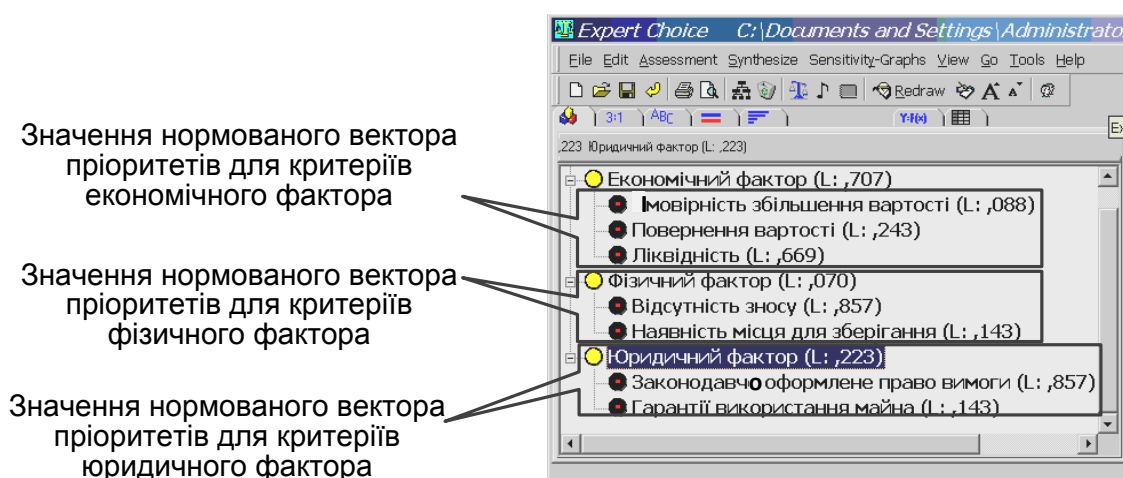 Значення нормованого вектора
пріоритетів для критеріїв
економічного фактора
Значення нормованого вектора
пріоритетів для критеріїв
фізичного фактора
Значення нормованого вектора
пріоритетів для критеріїв
юридичного фактора
Expert Choice C:\Documents and Settings\Administrato
File Edit Assessment Synthesize Sensitivity-Graphs View Go Tools Help
Redraw A A
3:1 ABC Y:F(x)
Ex
,223 Юридичний фактор (L: ,223)
Економічний фактор (L: ,707)
Імовірність збільшення вартості (L: ,088)
Повернення вартості (L: ,243)
Ліквідність (L: ,669)
Фізичний фактор (L: ,070)
Відсутність зносу (L: ,857)
Наявність місця для зберігання (L: ,143)
Юридичний фактор (L: ,223)
Законодавчо оформлене право вимоги (L: ,857)
Гарантії використання майна (L: ,143)